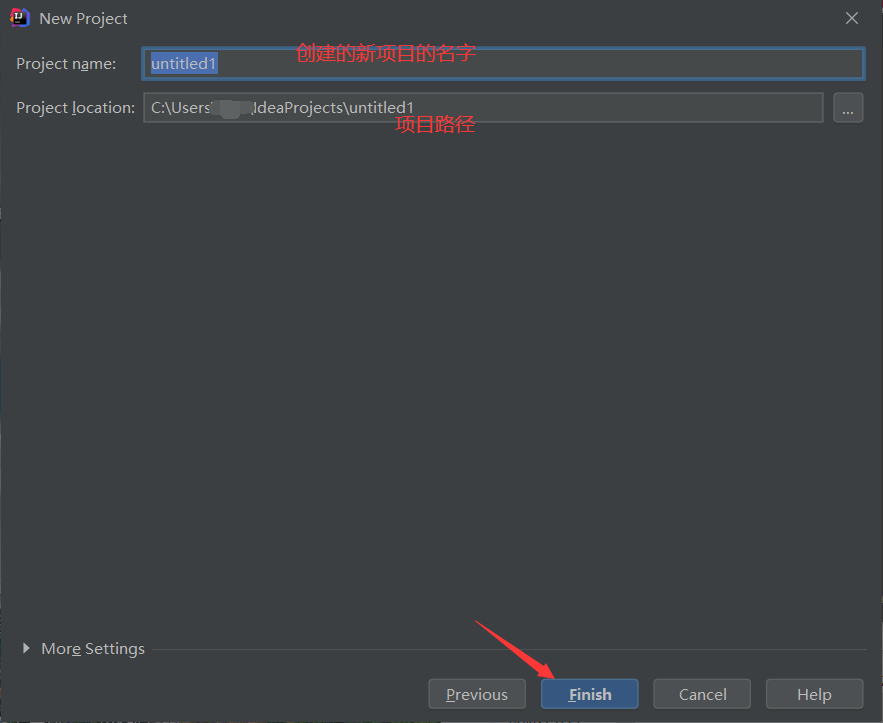 New Project
创建的新项目的名字
Project name: untitled1
Project location: C:\Users\ \IdeaProjects\untitled1 ...
项目路径
More Settings
Previous Finish Cancel Help